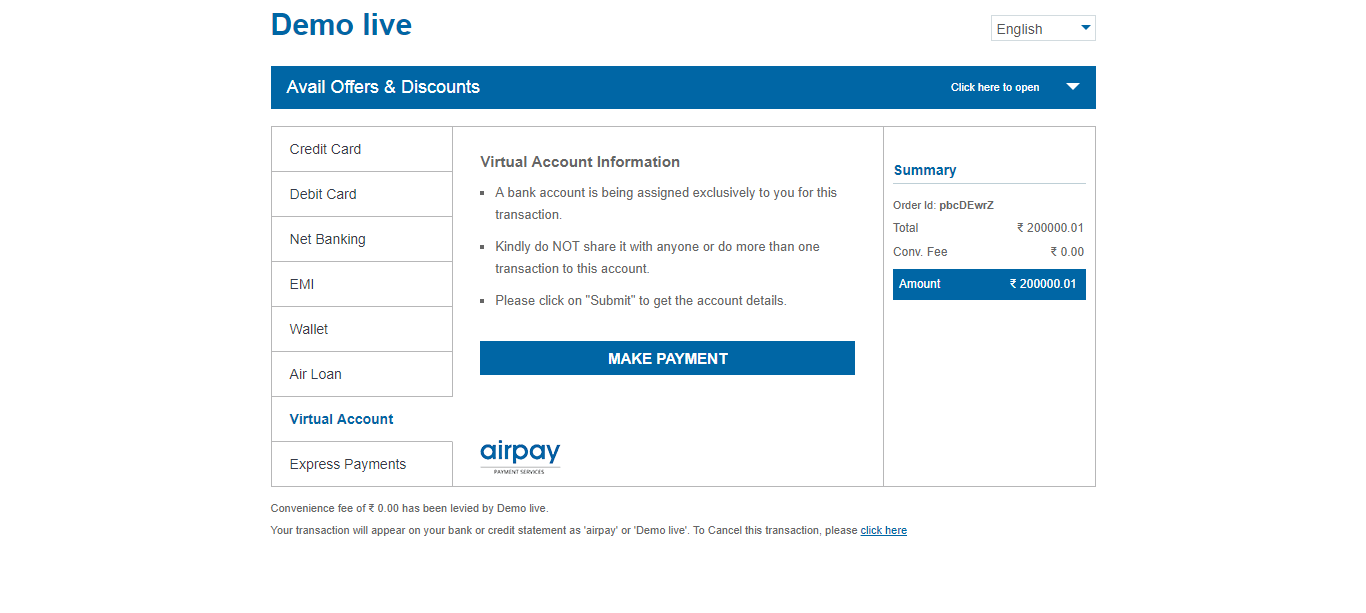 Demo live
English
Avail Offers & Discounts
Click here to open
Credit Card
Debit Card
Net Banking
EMI
Wallet
Air Loan
Virtual Account
Express Payments
Virtual Account Information
A bank account is being assigned exclusively to you for this
transaction.
Kindly do NOT share it with anyone or do more than one
transaction to this account.
Please click on "Submit" to get the account details.
MAKE PAYMENT
airpay
PAYMENT SERVICES
Summary
Order Id: pbcDEwrZ
Total ₹ 200000.01
Conv. Fee ₹ 0.00
Amount ₹ 200000.01
Convenience fee of ₹ 0.00 has been levied by Demo live.
Your transaction will appear on your bank or credit statement as 'airpay' or 'Demo live'. To Cancel this transaction, please click here